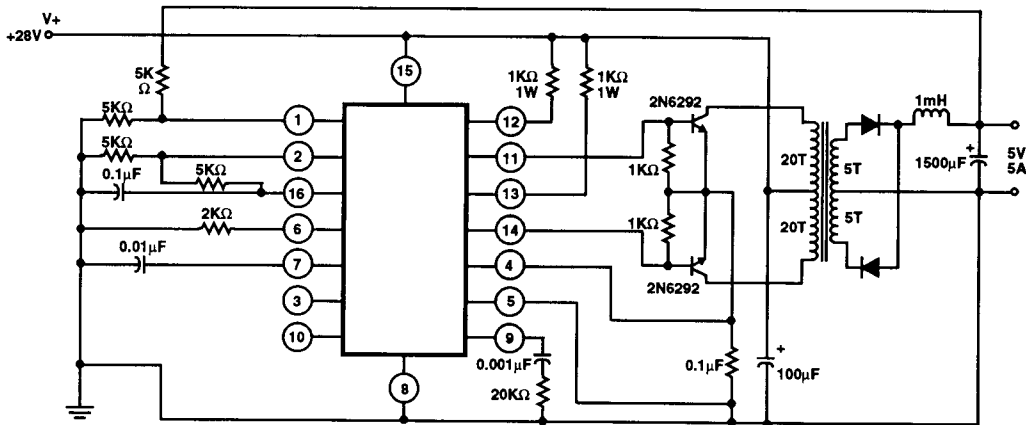 V+
+28V
5K
Ω
15
1KΩ
1W
1KΩ
1W
2N6292
1mH
5KΩ
1
12
20T
5T
+
1500μF
5V
5A
5KΩ
2
11
1KΩ
0.1μF
5KΩ
16
13
2KΩ
6
14
1KΩ
20T
5T
0.01μF
7
4
2N6292
3
5
10
9
0.001μF
0.1μF
+
100μF
8
20KΩ